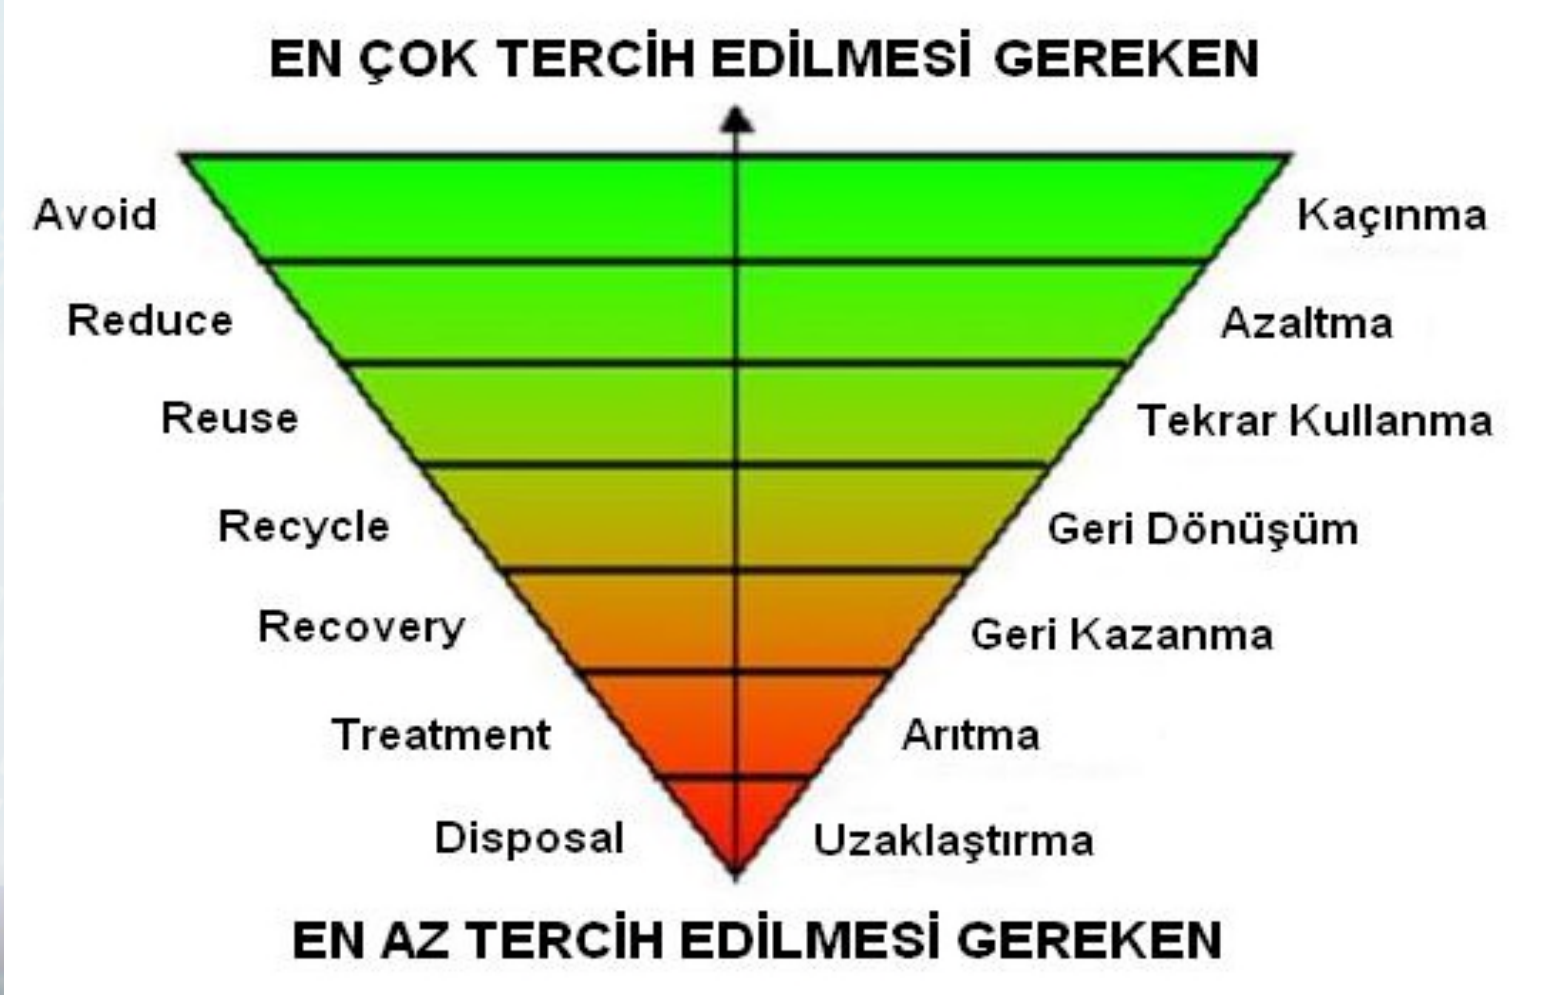 EN ÇOK TERCİH EDİLMESİ GEREKEN
Avoid Kaçınma
Reduce Azaltma
Reuse Tekrar Kullanma
Recycle Geri Dönüşüm
Recovery Geri Kazanma
Treatment Arıtma
Disposal Uzaklaştırma
EN AZ TERCİH EDİLMESİ GEREKEN